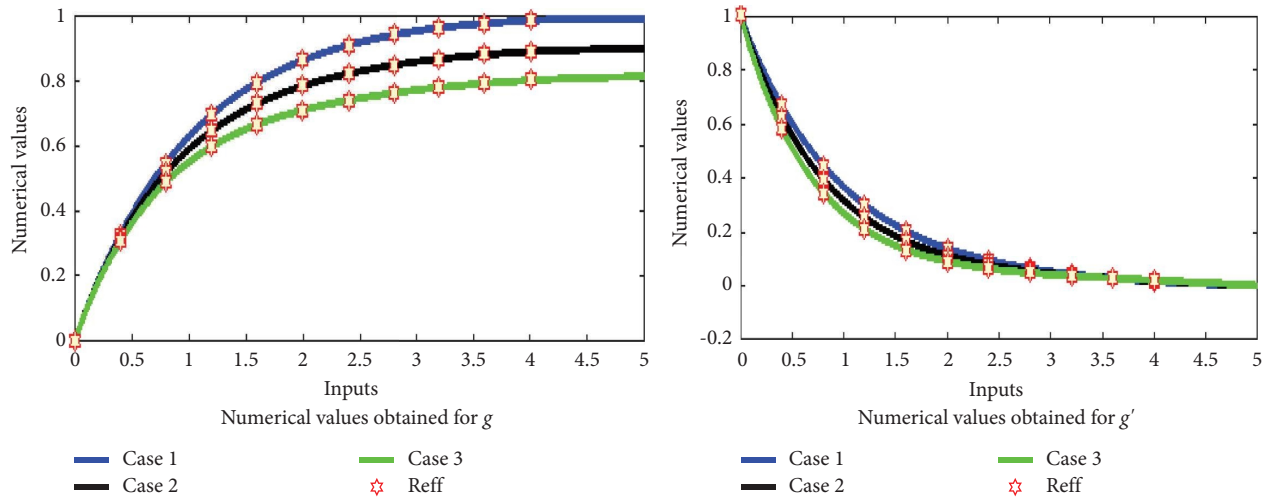 1
0.8
0.6
0.4
0.2
0
Numerical values
0 0.5 1 1.5 2 2.5 3 3.5 4 4.5 5
Inputs
Numerical values obtained for g
Case 1
Case 2
Case 3
Reff
1
0.8
0.6
0.4
0.2
0
-0.2
Numerical values
0 0.5 1 1.5 2 2.5 3 3.5 4 4.5 5
Inputs
Numerical values obtained for g′
Case 1
Case 2
Case 3
Reff